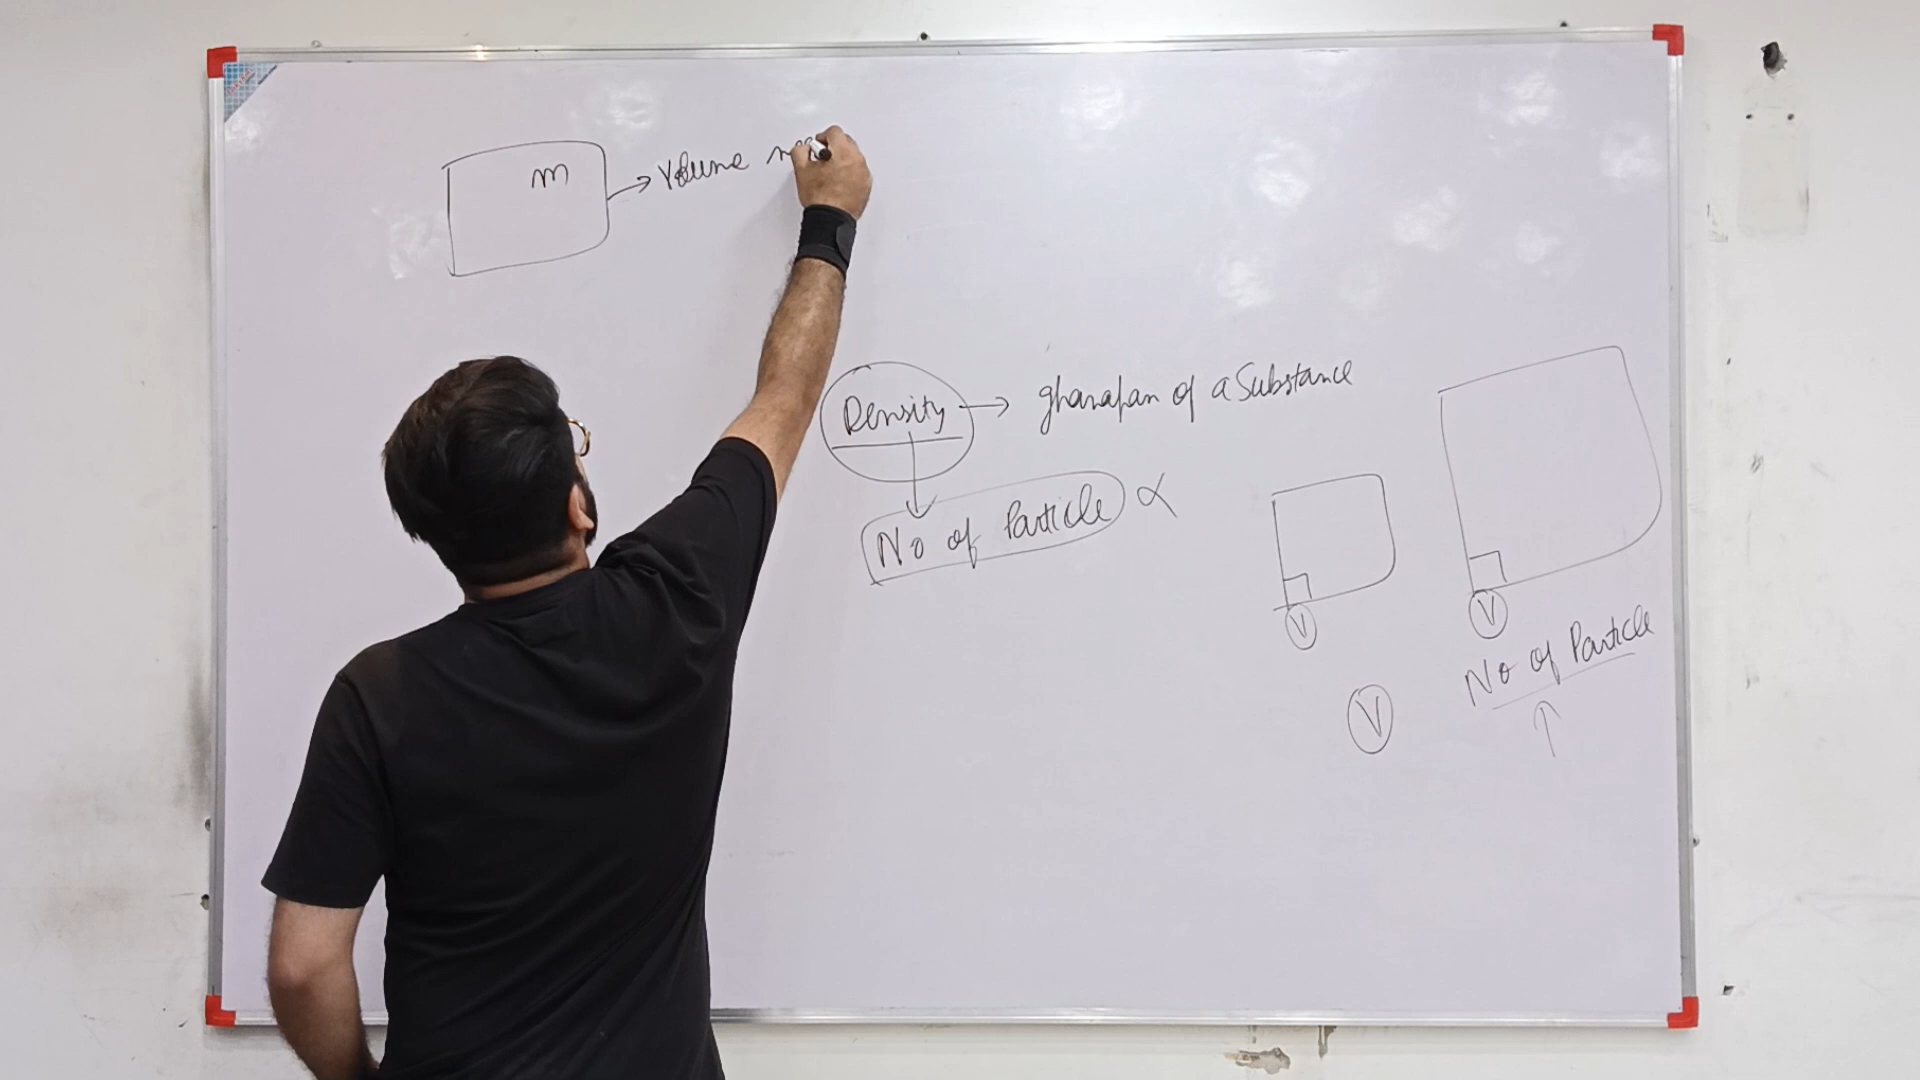 m → Volume
Density → ghanapan of a Substance
No of Particle ∝
V
V
No of Particle
V
↑